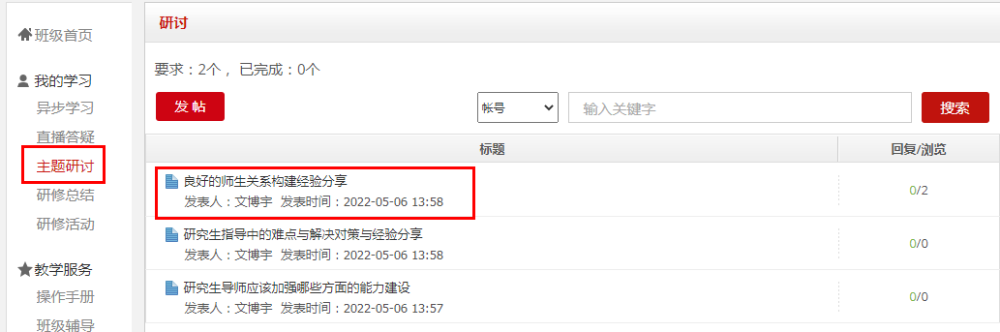 班级首页
我的学习
异步学习
直播答疑
主题研讨
研修总结
研修活动
教学服务
操作手册
班级辅导
研讨
要求：2个，已完成：0个
发 帖
帐号
输入关键字
搜索
标题
回复/浏览
良好的师生关系构建经验分享
发表人：文博宇 发表时间：2022-05-06 13:58
0/2
研究生指导中的难点与解决对策与经验分享
发表人：文博宇 发表时间：2022-05-06 13:58
0/0
研究生导师应该加强哪些方面的能力建设
发表人：文博宇 发表时间：2022-05-06 13:57
0/0